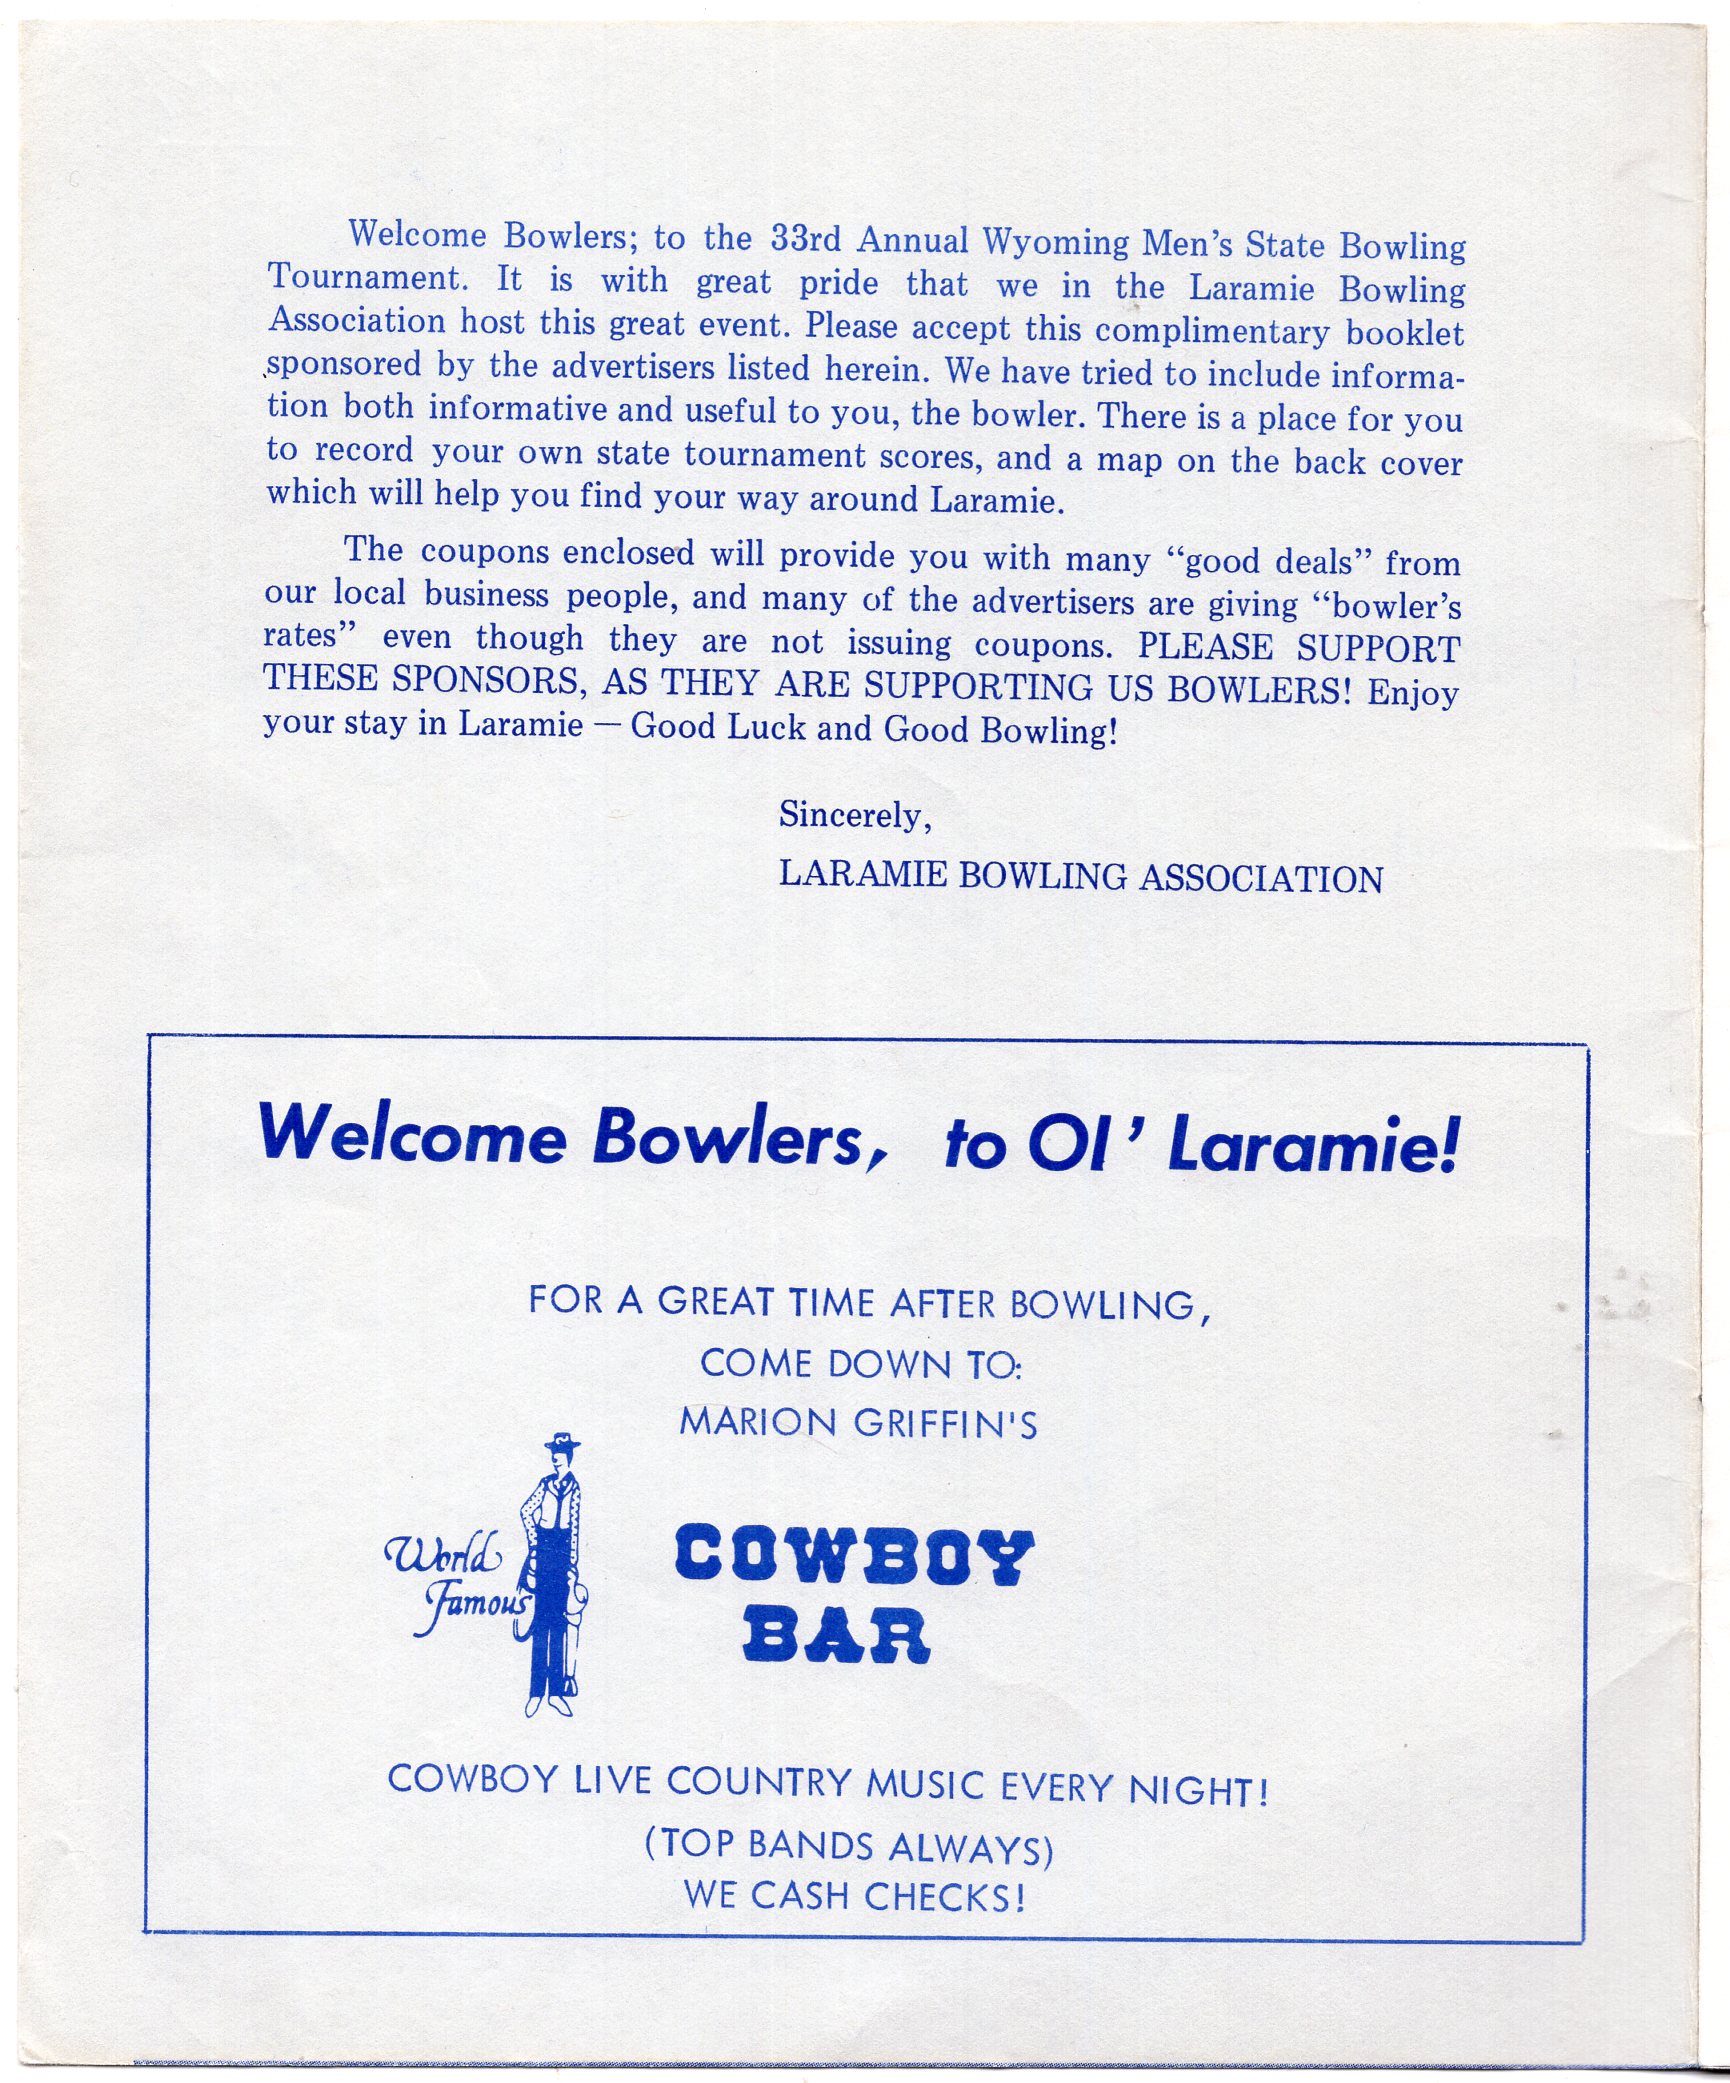 Welcome Bowlers; to the 33rd Annual Wyoming Men's State Bowling
Tournament. It is with great pride that we in the Laramie Bowling
Association host this great event. Please accept this complimentary booklet
sponsored by the advertisers listed herein. We have tried to include informa-
tion both informative and useful to you, the bowler. There is a place for you
to record your own state tournament scores, and a map on the back cover
which will help you find your way around Laramie.
The coupons enclosed will provide you with many “good deals” from
our local business people, and many of the advertisers are giving “bowler's
rates” even though they are not issuing coupons. PLEASE SUPPORT
THESE SPONSORS, AS THEY ARE SUPPORTING US BOWLERS! Enjoy
your stay in Laramie — Good Luck and Good Bowling!
Sincerely,
LARAMIE BOWLING ASSOCIATION
Welcome Bowlers, to Ol' Laramie!
FOR A GREAT TIME AFTER BOWLING,
COME DOWN TO:
MARION GRIFFIN'S
World
Famous
COWBOY
BAR
COWBOY LIVE COUNTRY MUSIC EVERY NIGHT!
(TOP BANDS ALWAYS)
WE CASH CHECKS!